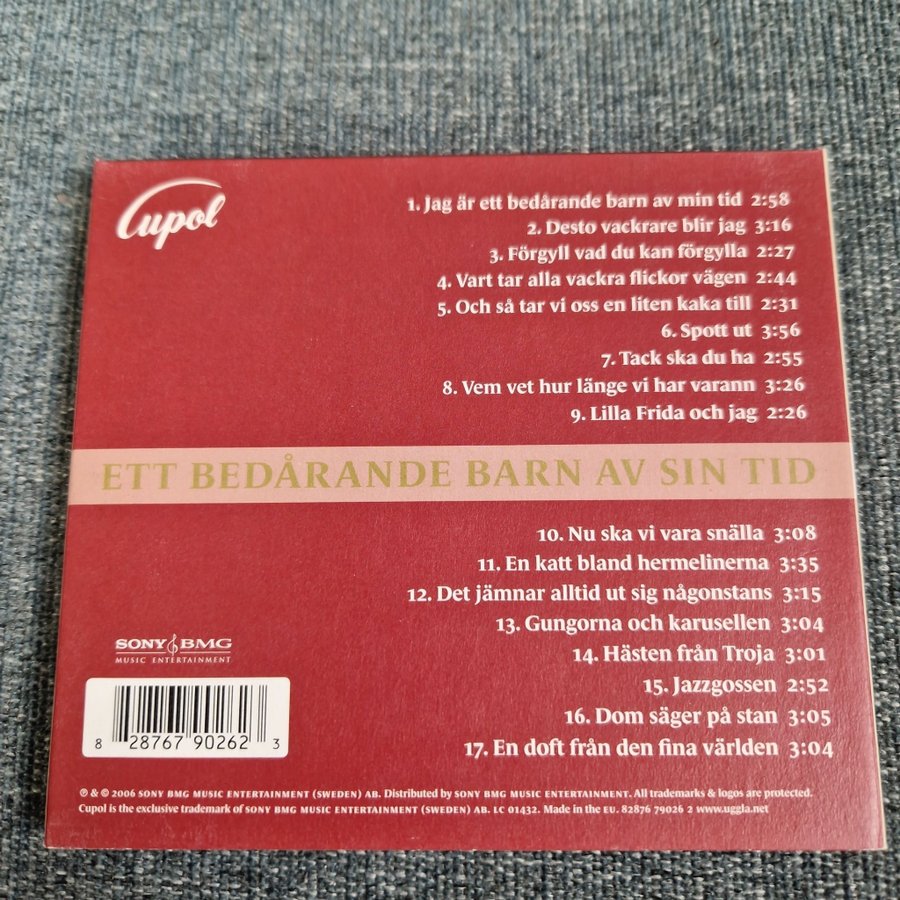 Cupol
1. Jag är ett bedårande barn av min tid 2:58
2. Desto vackrare blir jag 3:16
3. Förgyll vad du kan förgylla 2:27
4. Vart tar alla vackra flickor vägen 2:44
5. Och så tar vi oss en liten kaka till 2:31
6. Spott ut 3:56
7. Tack ska du ha 2:55
8. Vem vet hur länge vi har varann 3:26
9. Lilla Frida och jag 2:26
ETT BEDÅRANDE BARN AV SIN TID
10. Nu ska vi vara snälla 3:08
11. En katt bland hermelinerna 3:35
12. Det jämnar alltid ut sig någonstans 3:15
13. Gungorna och karusellen 3:04
14. Hästen från Troja 3:01
15. Jazzgossen 2:52
16. Dom säger på stan 3:05
17. En doft från den fina världen 3:04
SONY BMG
MUSIC ENTERTAINMENT
8 28767 90262 3
℗ & © 2006 SONY BMG MUSIC ENTERTAINMENT (SWEDEN) AB. Distributed by SONY BMG MUSIC ENTERTAINMENT. All trademarks & logos are protected.
Cupol is the exclusive trademark of SONY BMG MUSIC ENTERTAINMENT (SWEDEN) AB. LC 01432. Made in the EU. 82876 79026 2 www.uggla.net